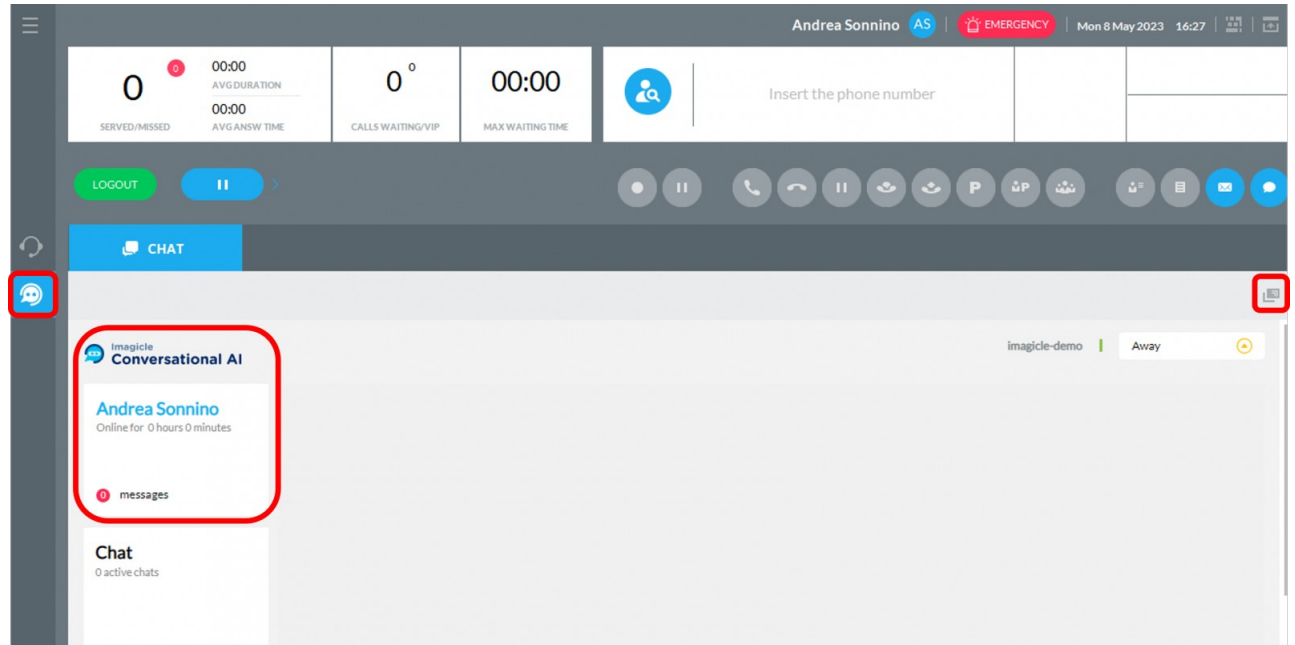 Andrea Sonnino AS EMERGENCY Mon 8 May 2023 16:27
0 0
SERVED/MISSED
00:00
AVG DURATION
00:00
AVG ANSW TIME
0 0
CALLS WAITING/VIP
00:00
MAX WAITING TIME
Insert the phone number
LOGOUT
P P
CHAT
Imagicle
Conversational AI
imagicle-demo Away
Andrea Sonnino
Online for 0 hours 0 minutes
0 messages
Chat
0 active chats